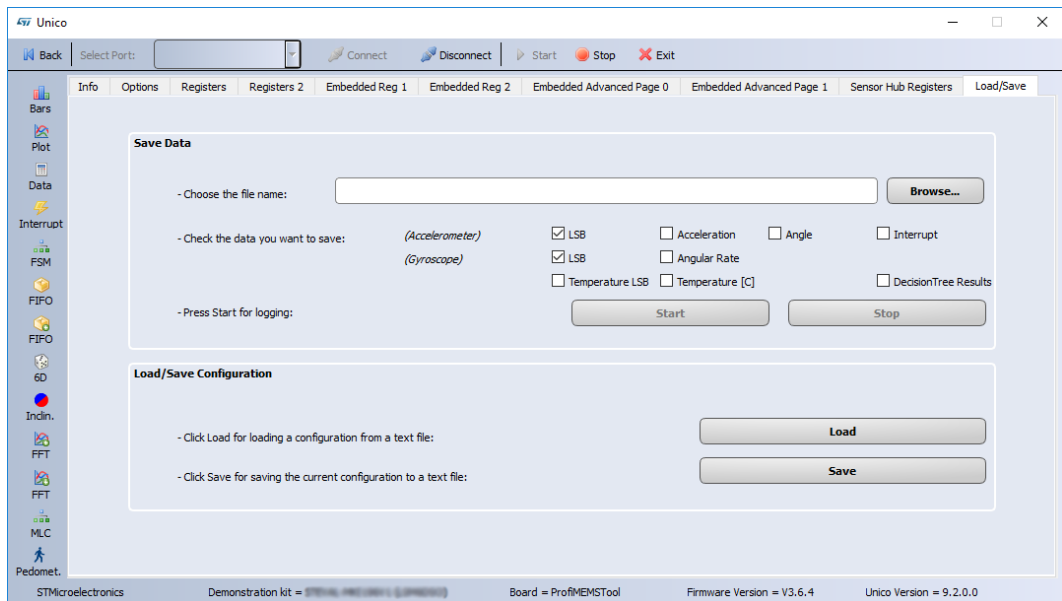 Unico
Back Select Port: Connect Disconnect Start Stop Exit
Info Options Registers Registers 2 Embedded Reg 1 Embedded Reg 2 Embedded Advanced Page 0 Embedded Advanced Page 1 Sensor Hub Registers Load/Save
Bars
Plot
Data
Interrupt
FSM
FIFO
FIFO
6D
Inclin.
FFT
FFT
MLC
Pedomet.
Save Data
- Choose the file name: Browse...
- Check the data you want to save: (Accelerometer) LSB Acceleration Angle Interrupt
(Gyroscope) LSB Angular Rate
Temperature LSB Temperature [C] DecisionTree Results
- Press Start for logging: Start Stop
Load/Save Configuration
- Click Load for loading a configuration from a text file: Load
- Click Save for saving the current configuration to a text file: Save
STMicroelectronics Demonstration kit = Board = ProfiMEMSTool Firmware Version = V3.6.4 Unico Version = 9.2.0.0